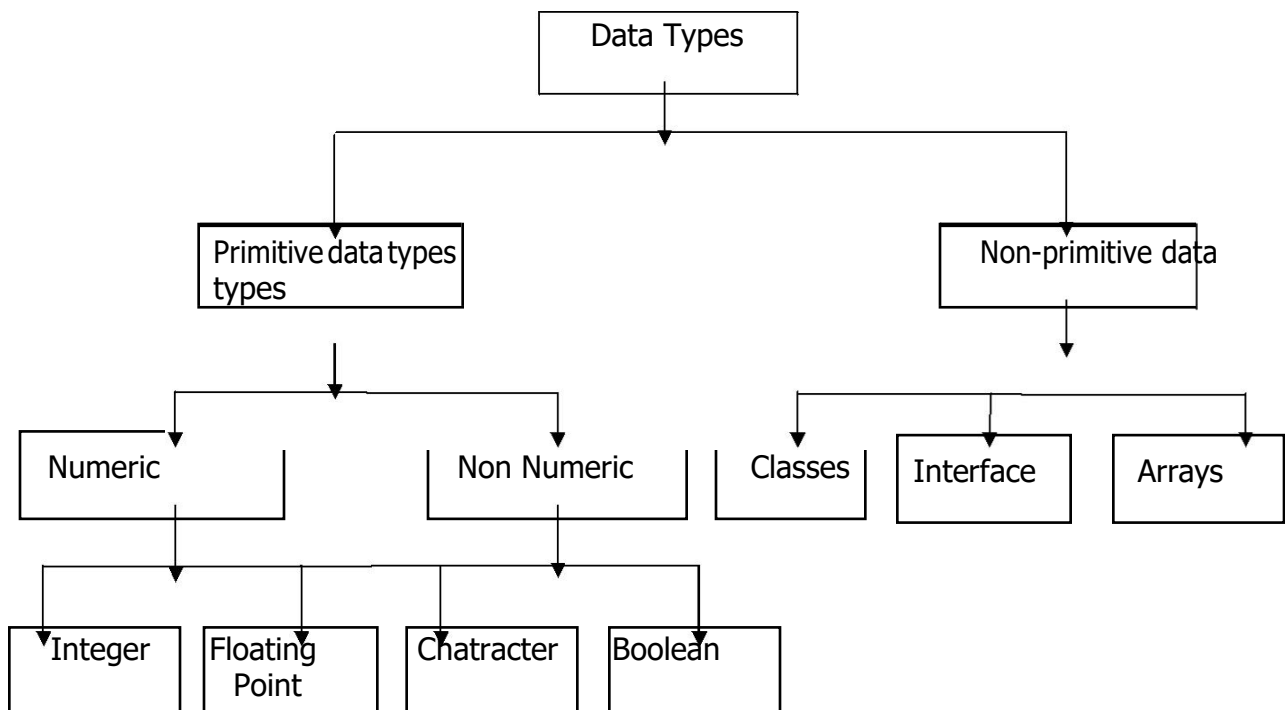 Data Types
Primitive data types
types
Non-primitive data
Numeric
Non Numeric
Classes
Interface
Arrays
Integer
Floating
Point
Chatracter
Boolean